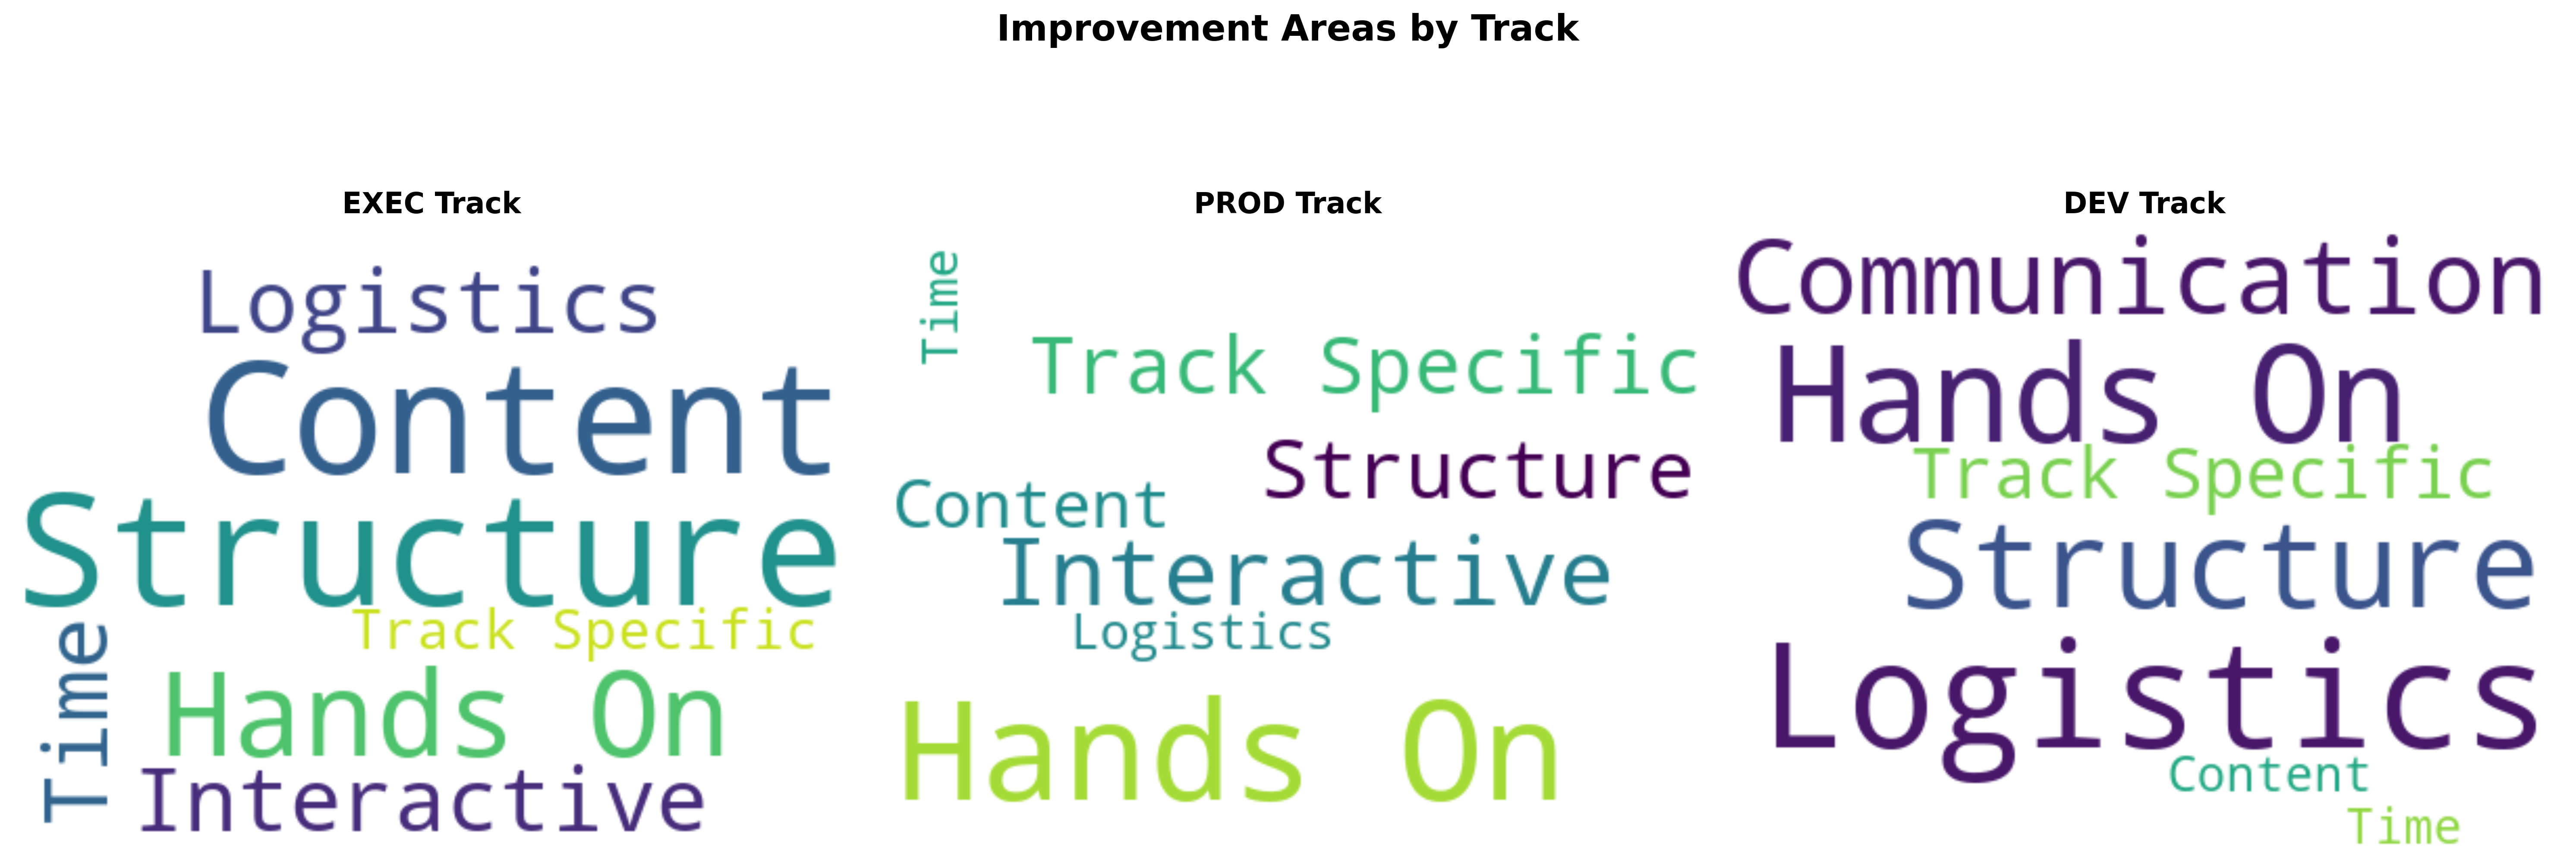 Improvement Areas by Track
EXEC Track
Logistics
Content
Structure
Track Specific
Time
Hands On
Interactive
PROD Track
Time
Track Specific
Structure
Content
Interactive
Logistics
Hands On
DEV Track
Communication
Hands On
Track Specific
Structure
Logistics
Content
Time